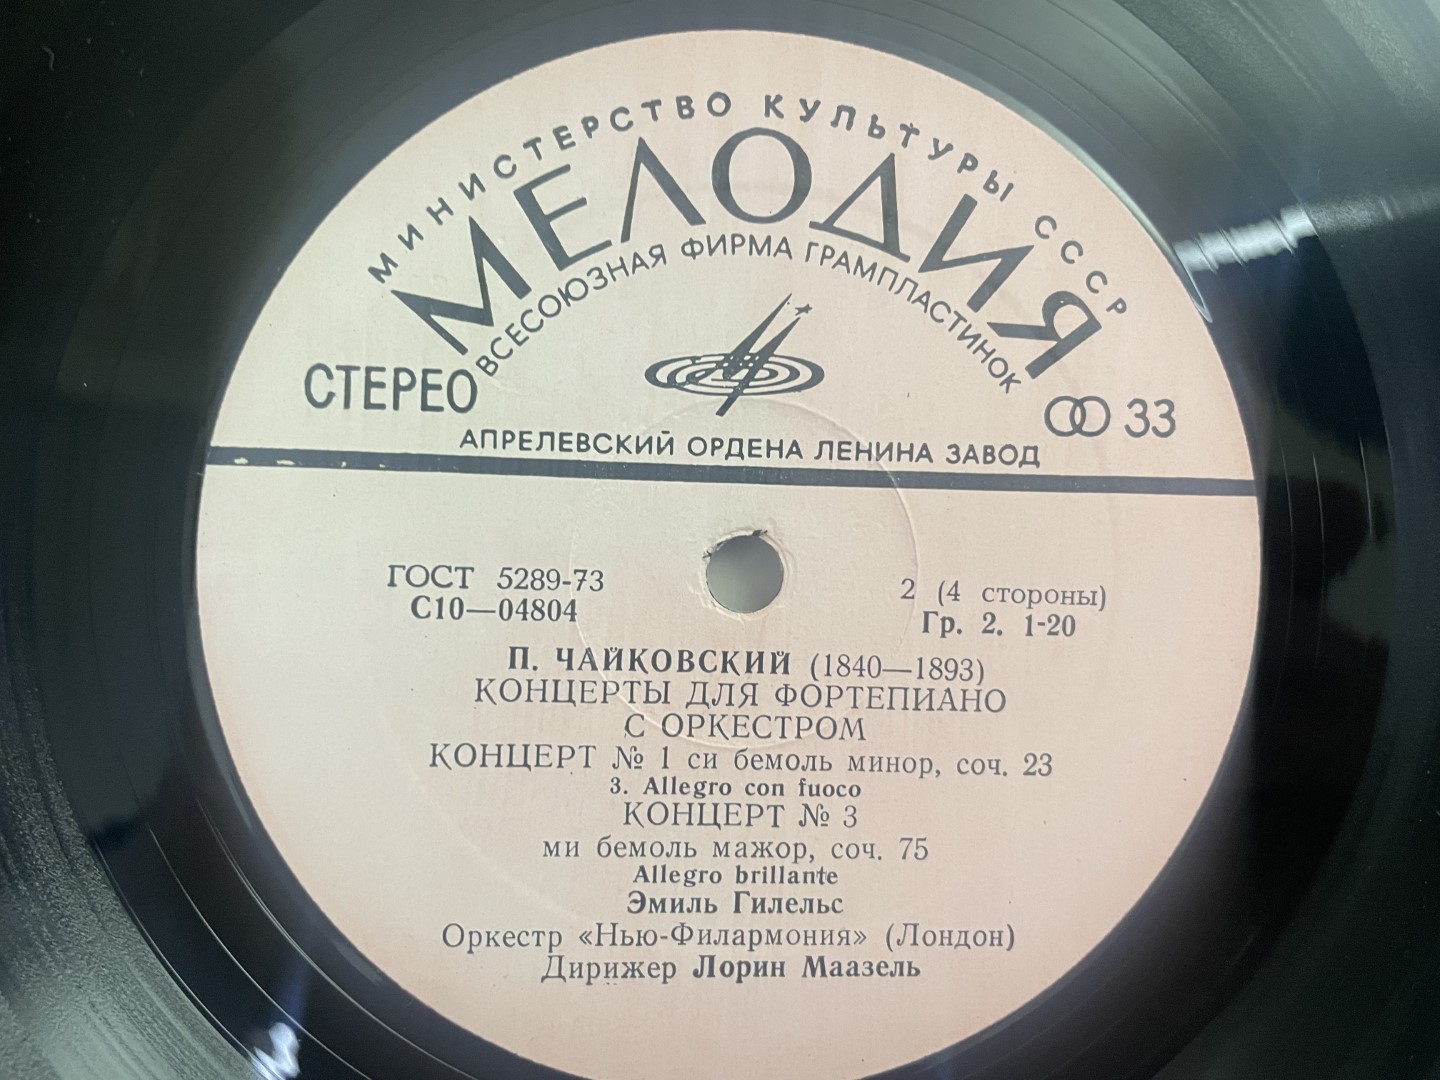 МИНИСТЕРСТВО КУЛЬТУРЫ СССР
МЕЛОДИЯ
ВСЕСОЮЗНАЯ ФИРМА ГРАМПЛАСТИНОК
СТЕРЕО
33
АПРЕЛЕВСКИЙ ОРДЕНА ЛЕНИНА ЗАВОД
ГОСТ 5289-73
С10—04804
2 (4 стороны)
Гр. 2. 1-20
П. ЧАЙКОВСКИЙ (1840—1893)
КОНЦЕРТЫ ДЛЯ ФОРТЕПИАНО
С ОРКЕСТРОМ
КОНЦЕРТ № 1 си бемоль минор, соч. 23
3. Allegro con fuoco
КОНЦЕРТ № 3
ми бемоль мажор, соч. 75
Allegro brillante
Эмиль Гилельс
Оркестр «Нью-Филармония» (Лондон)
Дирижер Лорин Маазель